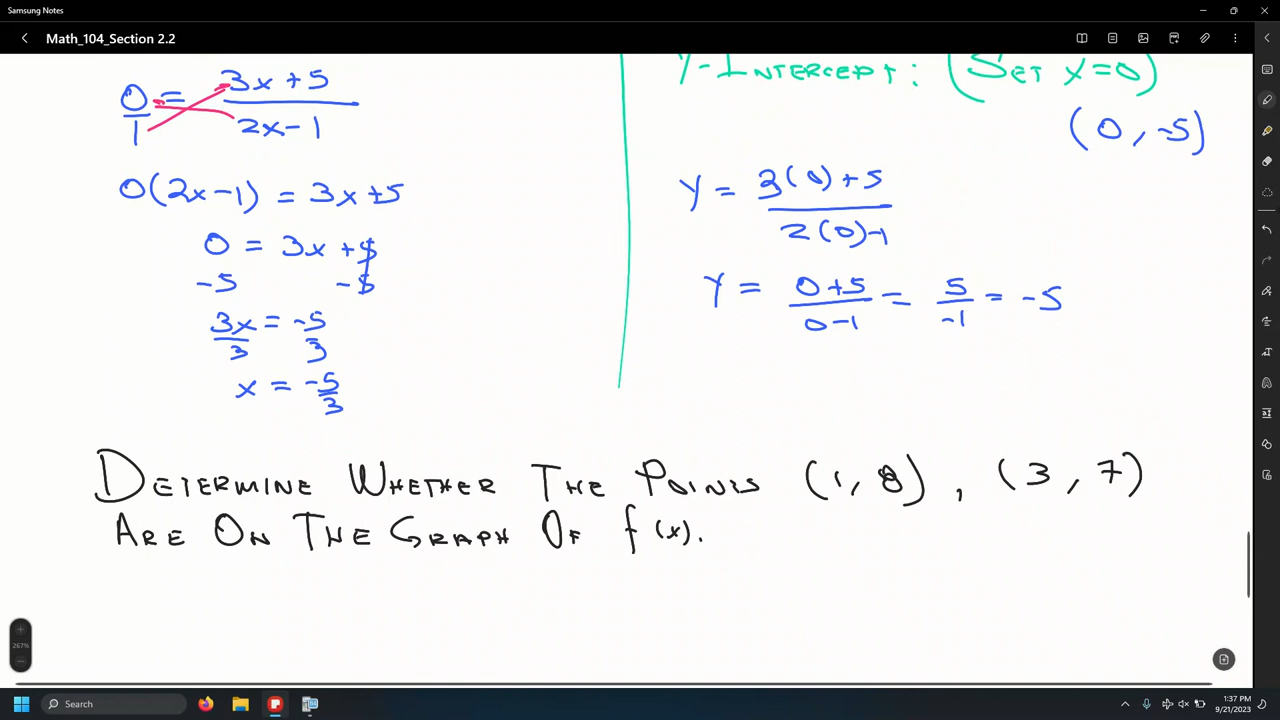 Samsung Notes
Math_104_Section 2.2
0/1 = (3x+5)/(2x-1)
0(2x-1) = 3x+5
0 = 3x+5
-5 -5
3x/3 = -5/3
x = -5/3
Y-INTERCEPT: (SET X=0)
(0, -5)
Y = (3(0)+5)/(2(0)-1)
Y = (0+5)/(0-1) = 5/-1 = -5
DETERMINE WHETHER THE POINTS (1, 8), (3, 7)
ARE ON THE GRAPH OF f(x).
267%
Search
1:37 PM
9/21/2023